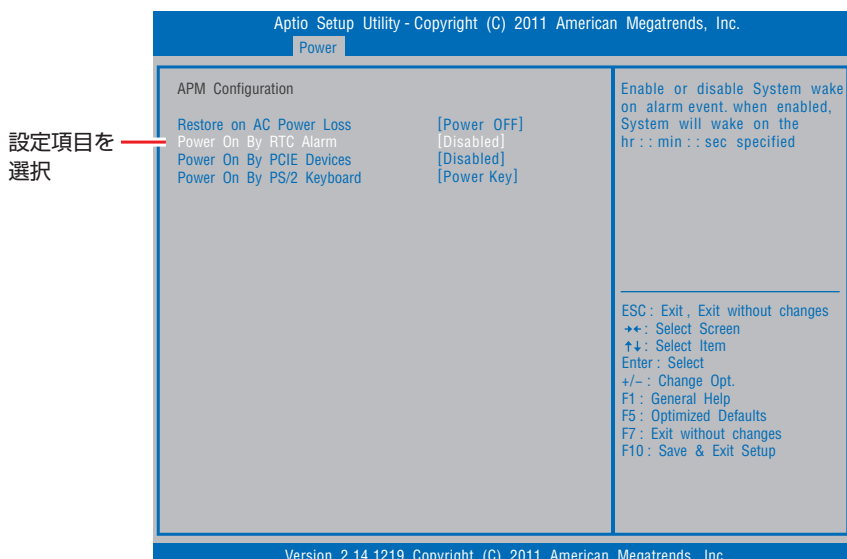 Aptio Setup Utility - Copyright (C) 2011 American Megatrends, Inc.
Power
設定項目を
選択
APM Configuration
Restore on AC Power Loss [Power OFF]
Power On By RTC Alarm [Disabled]
Power On By PCIE Devices [Disabled]
Power On By PS/2 Keyboard [Power Key]
Enable or disable System wake
on alarm event. when enabled,
System will wake on the
hr : : min : : sec specified
ESC : Exit , Exit without changes
→← : Select Screen
↑↓ : Select Item
Enter : Select
+/− : Change Opt.
F1 : General Help
F5 : Optimized Defaults
F7 : Exit without changes
F10 : Save & Exit Setup
Version 2.14.1219 Copyright (C) 2011 American Megatrends, Inc.